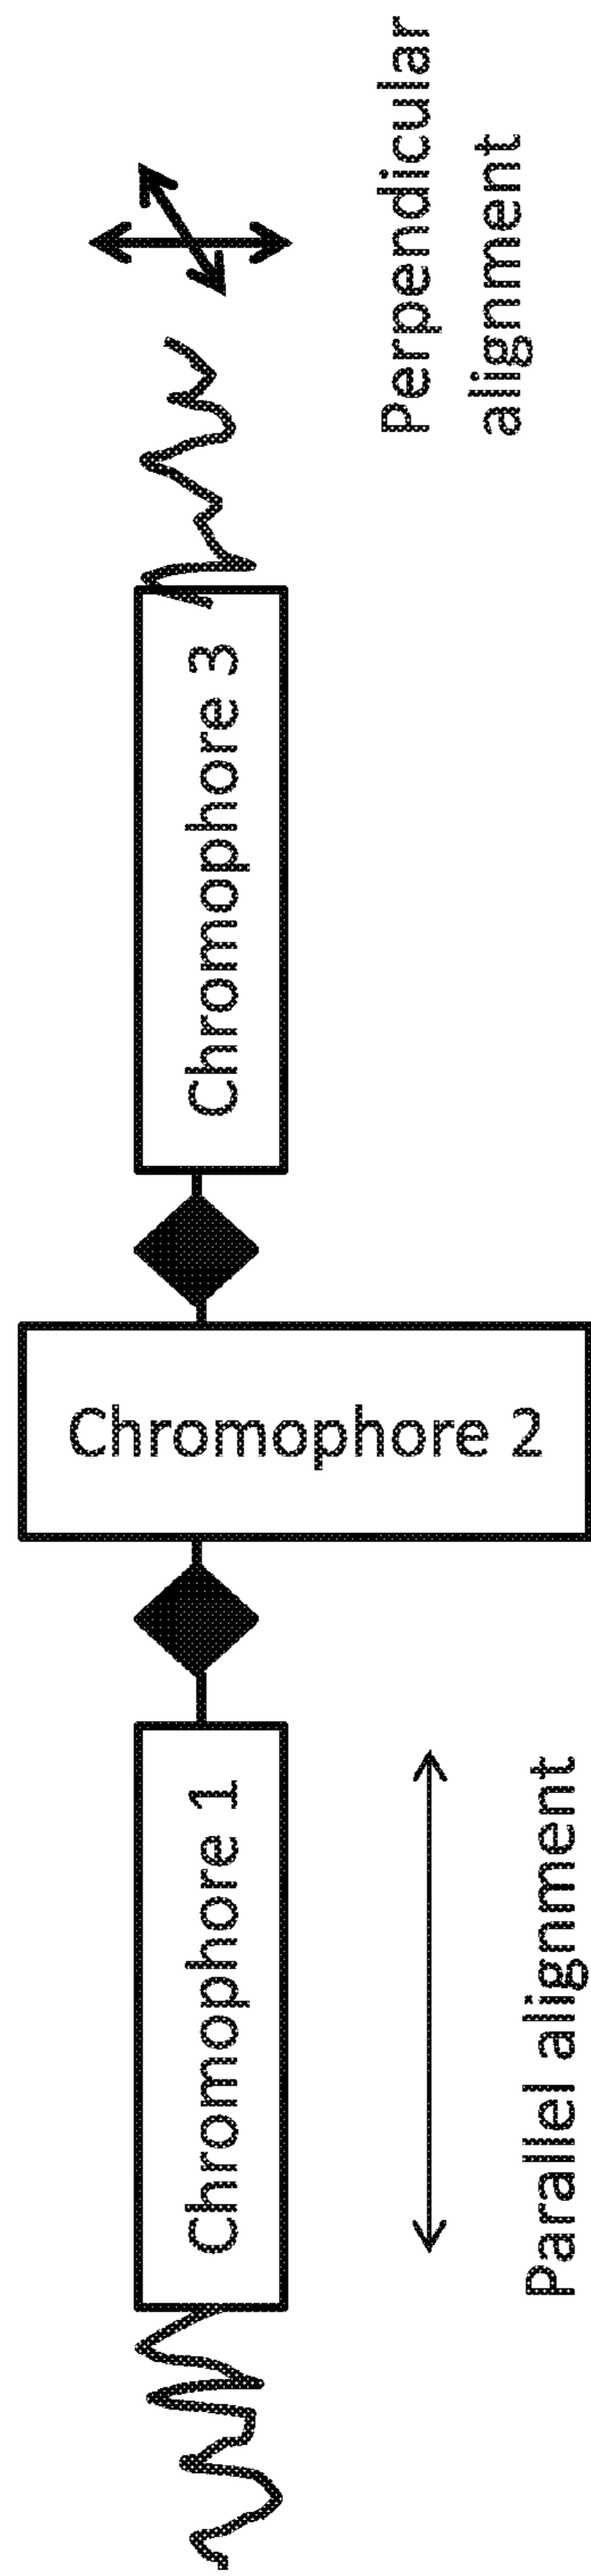 Chromophore 1
Chromophore 2
Chromophore 3
Parallel alignment
Perpendicular
alignment